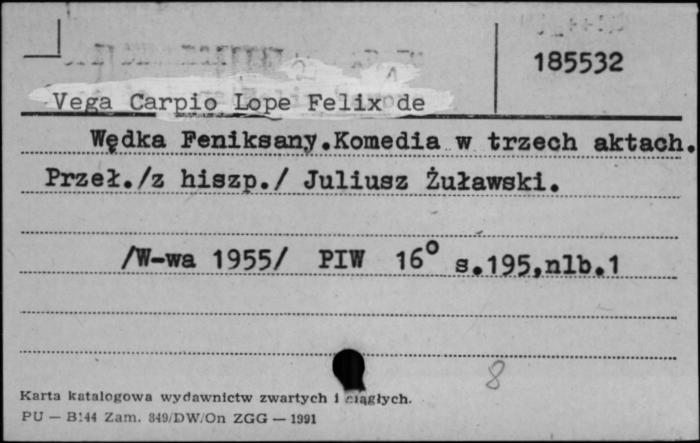 185532
Vega Carpio Lope Felix de
Wędka Feniksany.Komedia w trzech aktach.
Przeł./z hiszp./ Juliusz Żuławski.
/W-wa 1955/ PIW 16° s.195,nlb.1
8
Karta katalogowa wydawnictw zwartych i ciągłych.
PU — B144 Zam. 849/DW/On ZGG — 1991